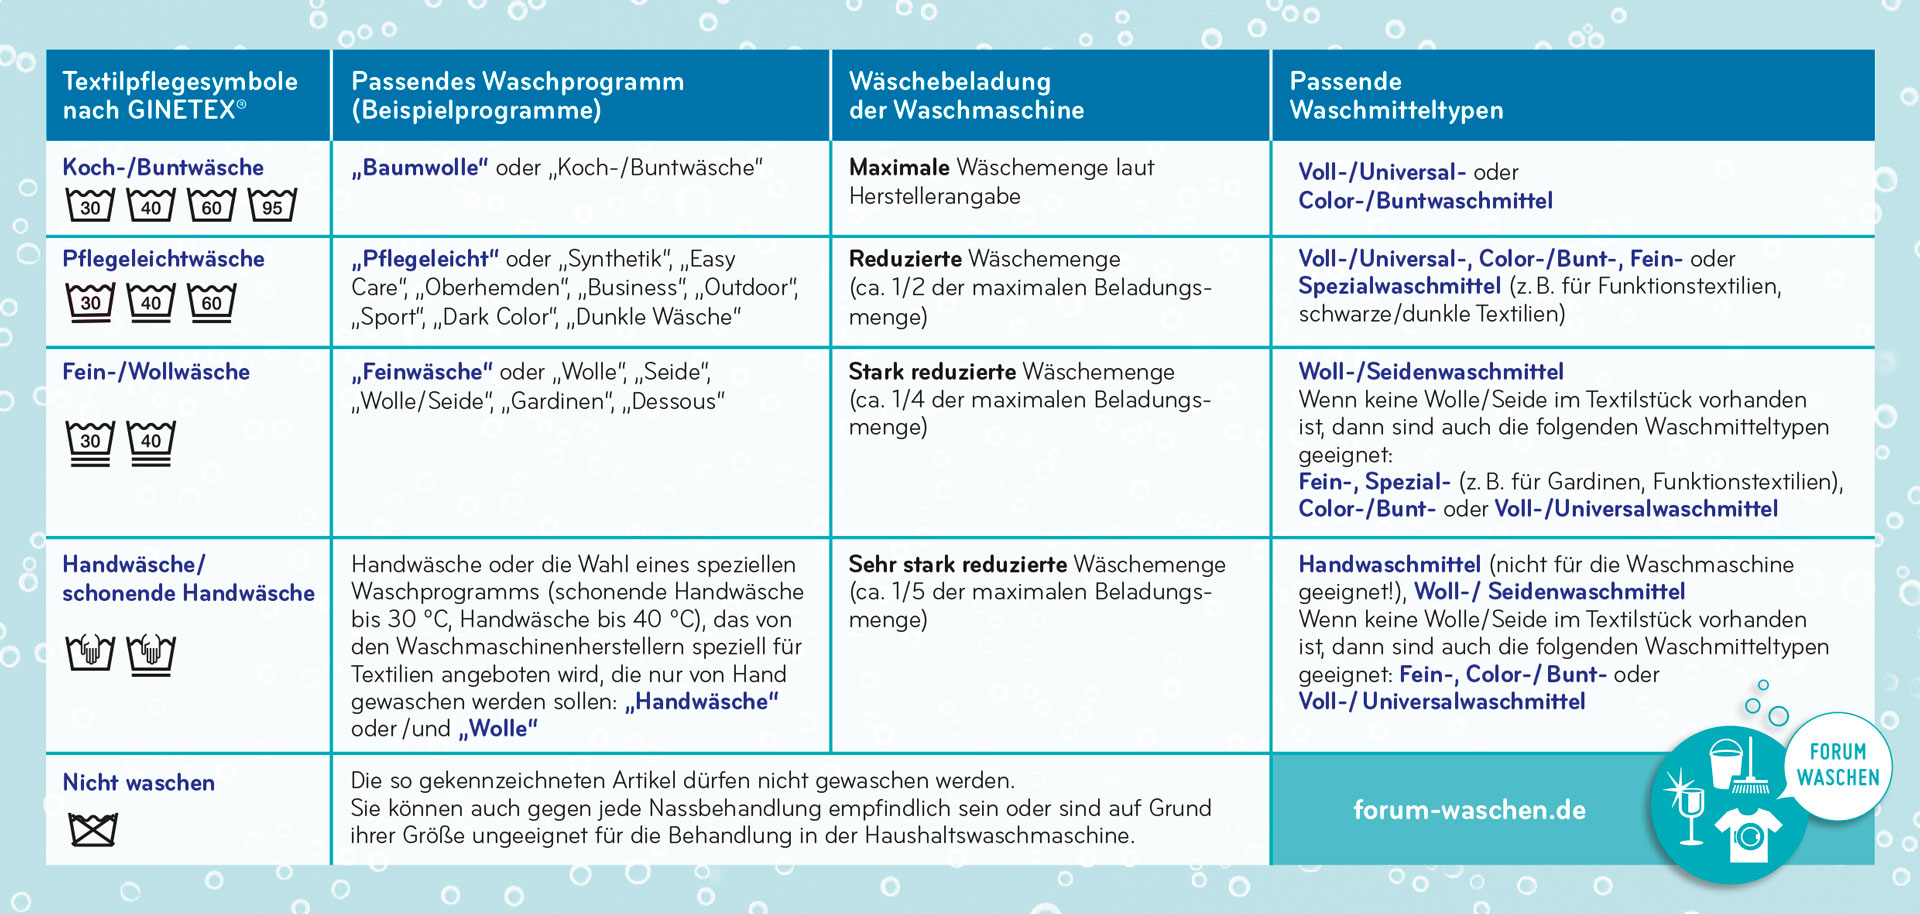 Textilpflegesymbole
nach GINETEX®
Passendes Waschprogramm
(Beispielprogramme)
Wäschebeladung
der Waschmaschine
Passende
Waschmitteltypen
Koch-/Buntwäsche
30 40 60 95
„Baumwolle“ oder „Koch-/Buntwäsche“
Maximale Wäschemenge laut
Herstellerangabe
Voll-/Universal- oder
Color-/Buntwaschmittel
Pflegeleichtwäsche
30 40 60
„Pflegeleicht“ oder „Synthetik“, „Easy
Care“, „Oberhemden“, „Business“, „Outdoor“,
„Sport“, „Dark Color“, „Dunkle Wäsche“
Reduzierte Wäschemenge
(ca. 1/2 der maximalen Beladungs-
menge)
Voll-/Universal-, Color-/Bunt-, Fein- oder
Spezialwaschmittel (z. B. für Funktionstextilien,
schwarze/dunkle Textilien)
Fein-/Wollwäsche
30 40
„Feinwäsche“ oder „Wolle“, „Seide“,
„Wolle/Seide“, „Gardinen“, „Dessous“
Stark reduzierte Wäschemenge
(ca. 1/4 der maximalen Beladungs-
menge)
Woll-/Seidenwaschmittel
Wenn keine Wolle/Seide im Textilstück vorhanden
ist, dann sind auch die folgenden Waschmitteltypen
geeignet:
Fein-, Spezial- (z. B. für Gardinen, Funktionstextilien),
Color-/Bunt- oder Voll-/Universalwaschmittel
Handwäsche/
schonende Handwäsche
Handwäsche oder die Wahl eines speziellen
Waschprogramms (schonende Handwäsche
bis 30 °C, Handwäsche bis 40 °C), das von
den Waschmaschinenherstellern speziell für
Textilien angeboten wird, die nur von Hand
gewaschen werden sollen: „Handwäsche“
oder/und „Wolle“
Sehr stark reduzierte Wäschemenge
(ca. 1/5 der maximalen Beladungs-
menge)
Handwaschmittel (nicht für die Waschmaschine
geeignet!), Woll-/ Seidenwaschmittel
Wenn keine Wolle/Seide im Textilstück vorhanden
ist, dann sind auch die folgenden Waschmitteltypen
geeignet: Fein-, Color-/ Bunt- oder
Voll-/ Universalwaschmittel
Nicht waschen
Die so gekennzeichneten Artikel dürfen nicht gewaschen werden.
Sie können auch gegen jede Nassbehandlung empfindlich sein oder sind auf Grund
ihrer Größe ungeeignet für die Behandlung in der Haushaltswaschmaschine.
forum-waschen.de
FORUM
WASCHEN